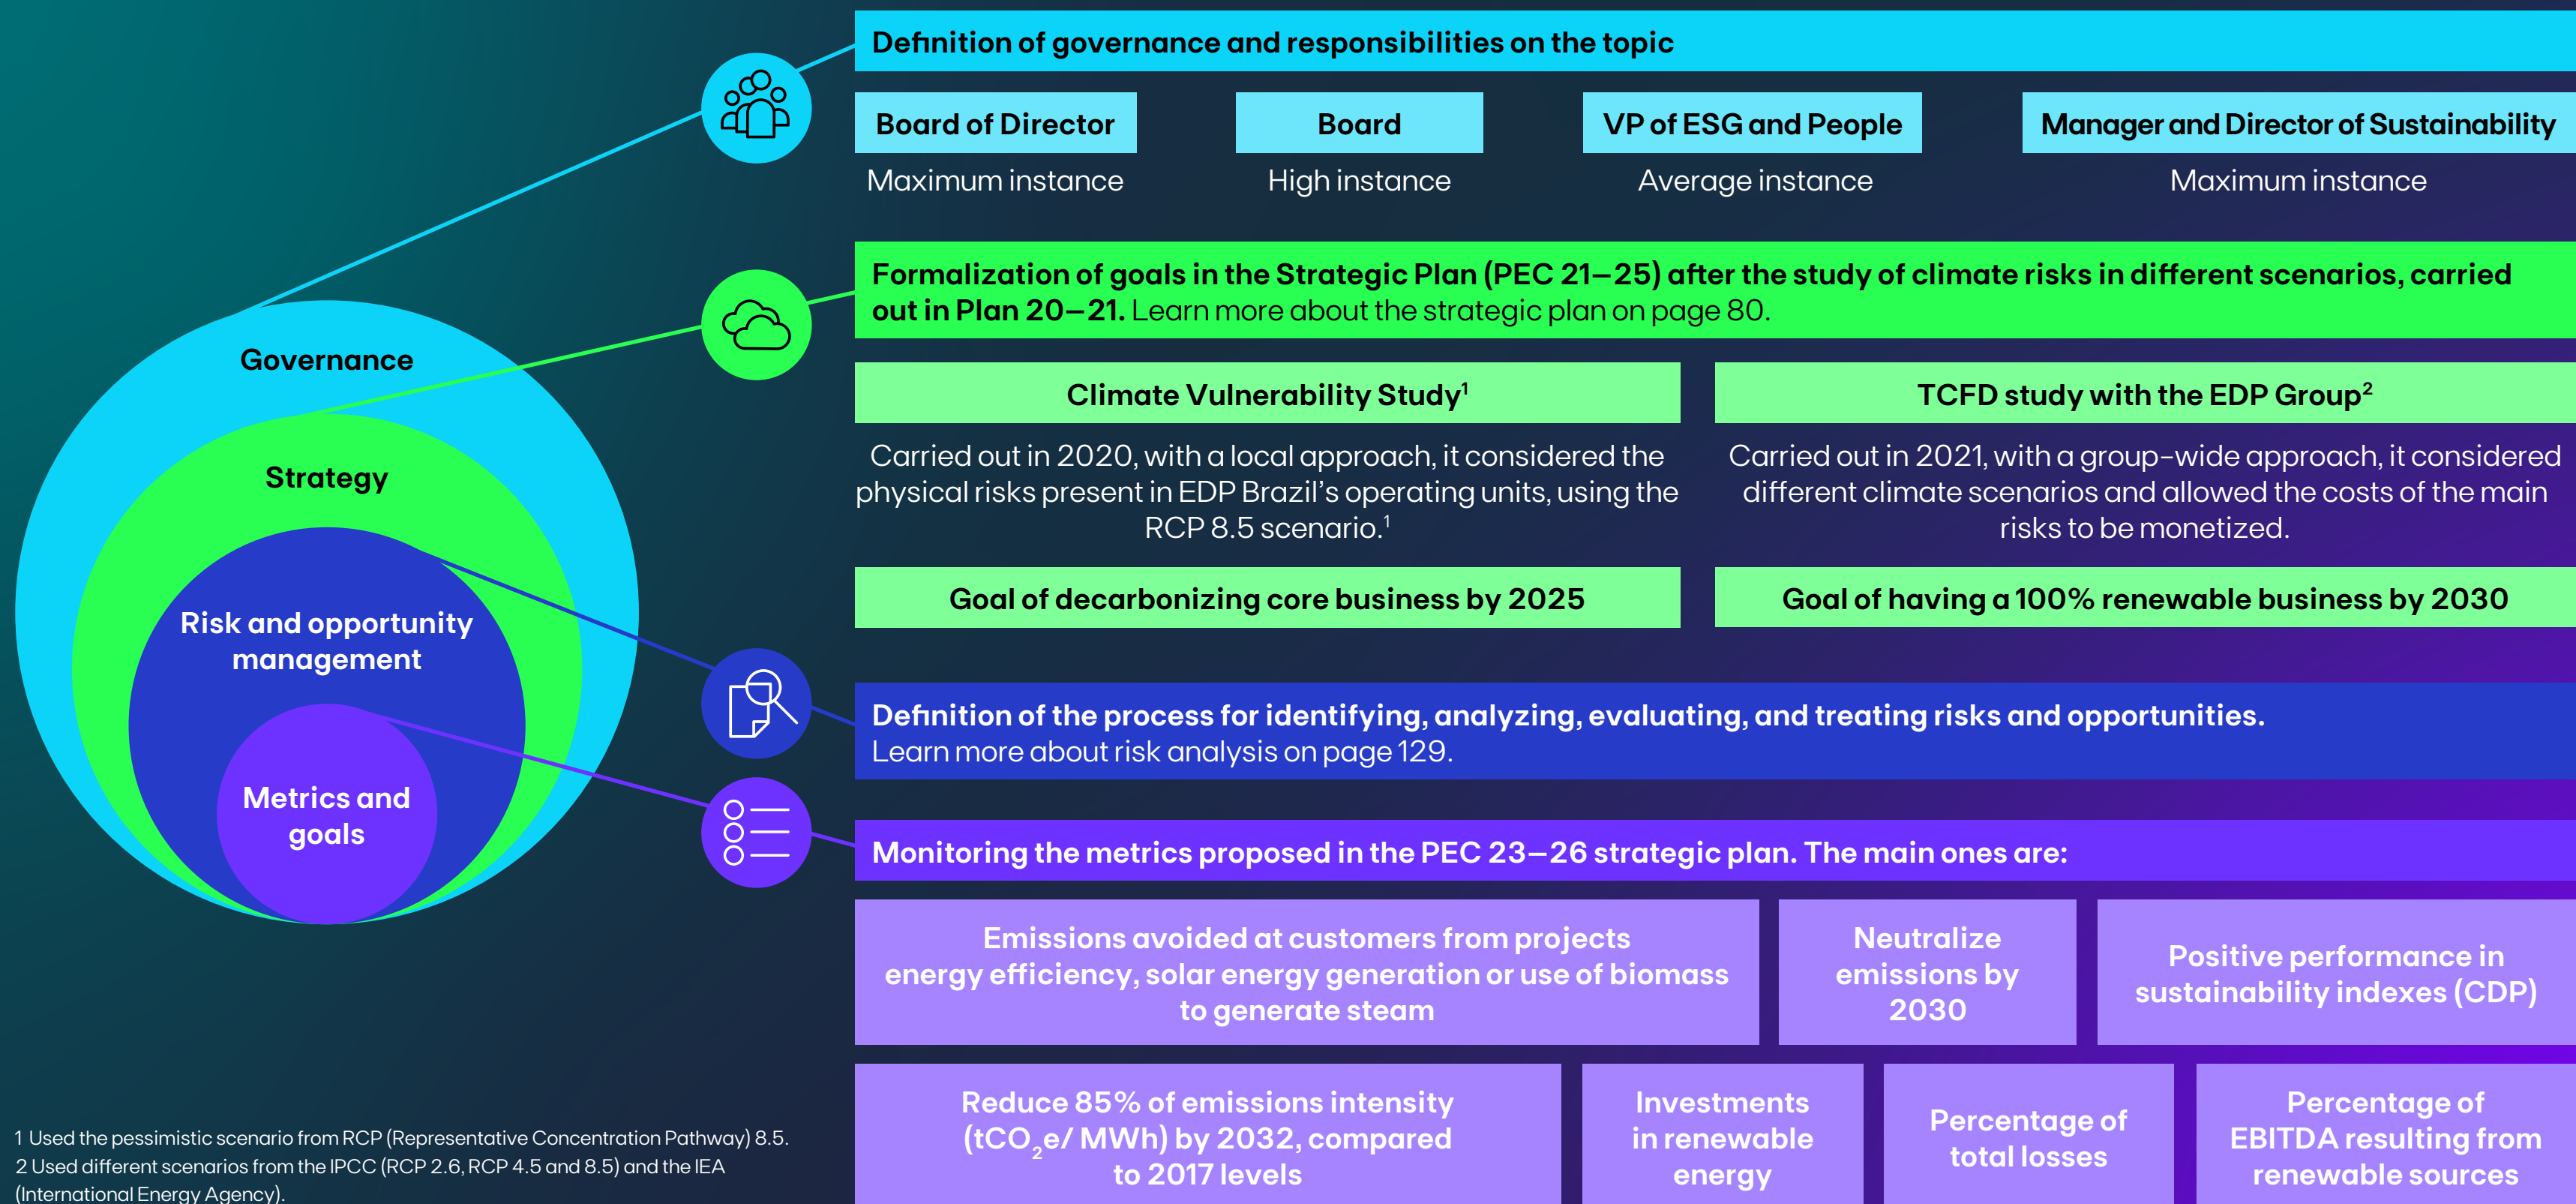 Definition of governance and responsibilities on the topic
Board of Director
Board
VP of ESG and People
Manager and Director of Sustainability
Maximum instance
High instance
Average instance
Maximum instance
Formalization of goals in the Strategic Plan (PEC 21—25) after the study of climate risks in different scenarios, carried
out in Plan 20—21. Learn more about the strategic plan on page 80.
Climate Vulnerability Study¹
Carried out in 2020, with a local approach, it considered the
physical risks present in EDP Brazil’s operating units, using the
RCP 8.5 scenario.¹
TCFD study with the EDP Group²
Carried out in 2021, with a group-wide approach, it considered
different climate scenarios and allowed the costs of the main
risks to be monetized.
Goal of decarbonizing core business by 2025
Goal of having a 100% renewable business by 2030
Definition of the process for identifying, analyzing, evaluating, and treating risks and opportunities.
Learn more about risk analysis on page 129.
Monitoring the metrics proposed in the PEC 23—26 strategic plan. The main ones are:
Emissions avoided at customers from projects
energy efficiency, solar energy generation or use of biomass
to generate steam
Neutralize
emissions by
2030
Positive performance in
sustainability indexes (CDP)
Reduce 85% of emissions intensity
(tCO₂e/ MWh) by 2032, compared
to 2017 levels
Investments
in renewable
energy
Percentage of
total losses
Percentage of
EBITDA resulting from
renewable sources
Governance
Strategy
Risk and opportunity
management
Metrics and
goals
1 Used the pessimistic scenario from RCP (Representative Concentration Pathway) 8.5.
2 Used different scenarios from the IPCC (RCP 2.6, RCP 4.5 and 8.5) and the IEA
(International Energy Agency).